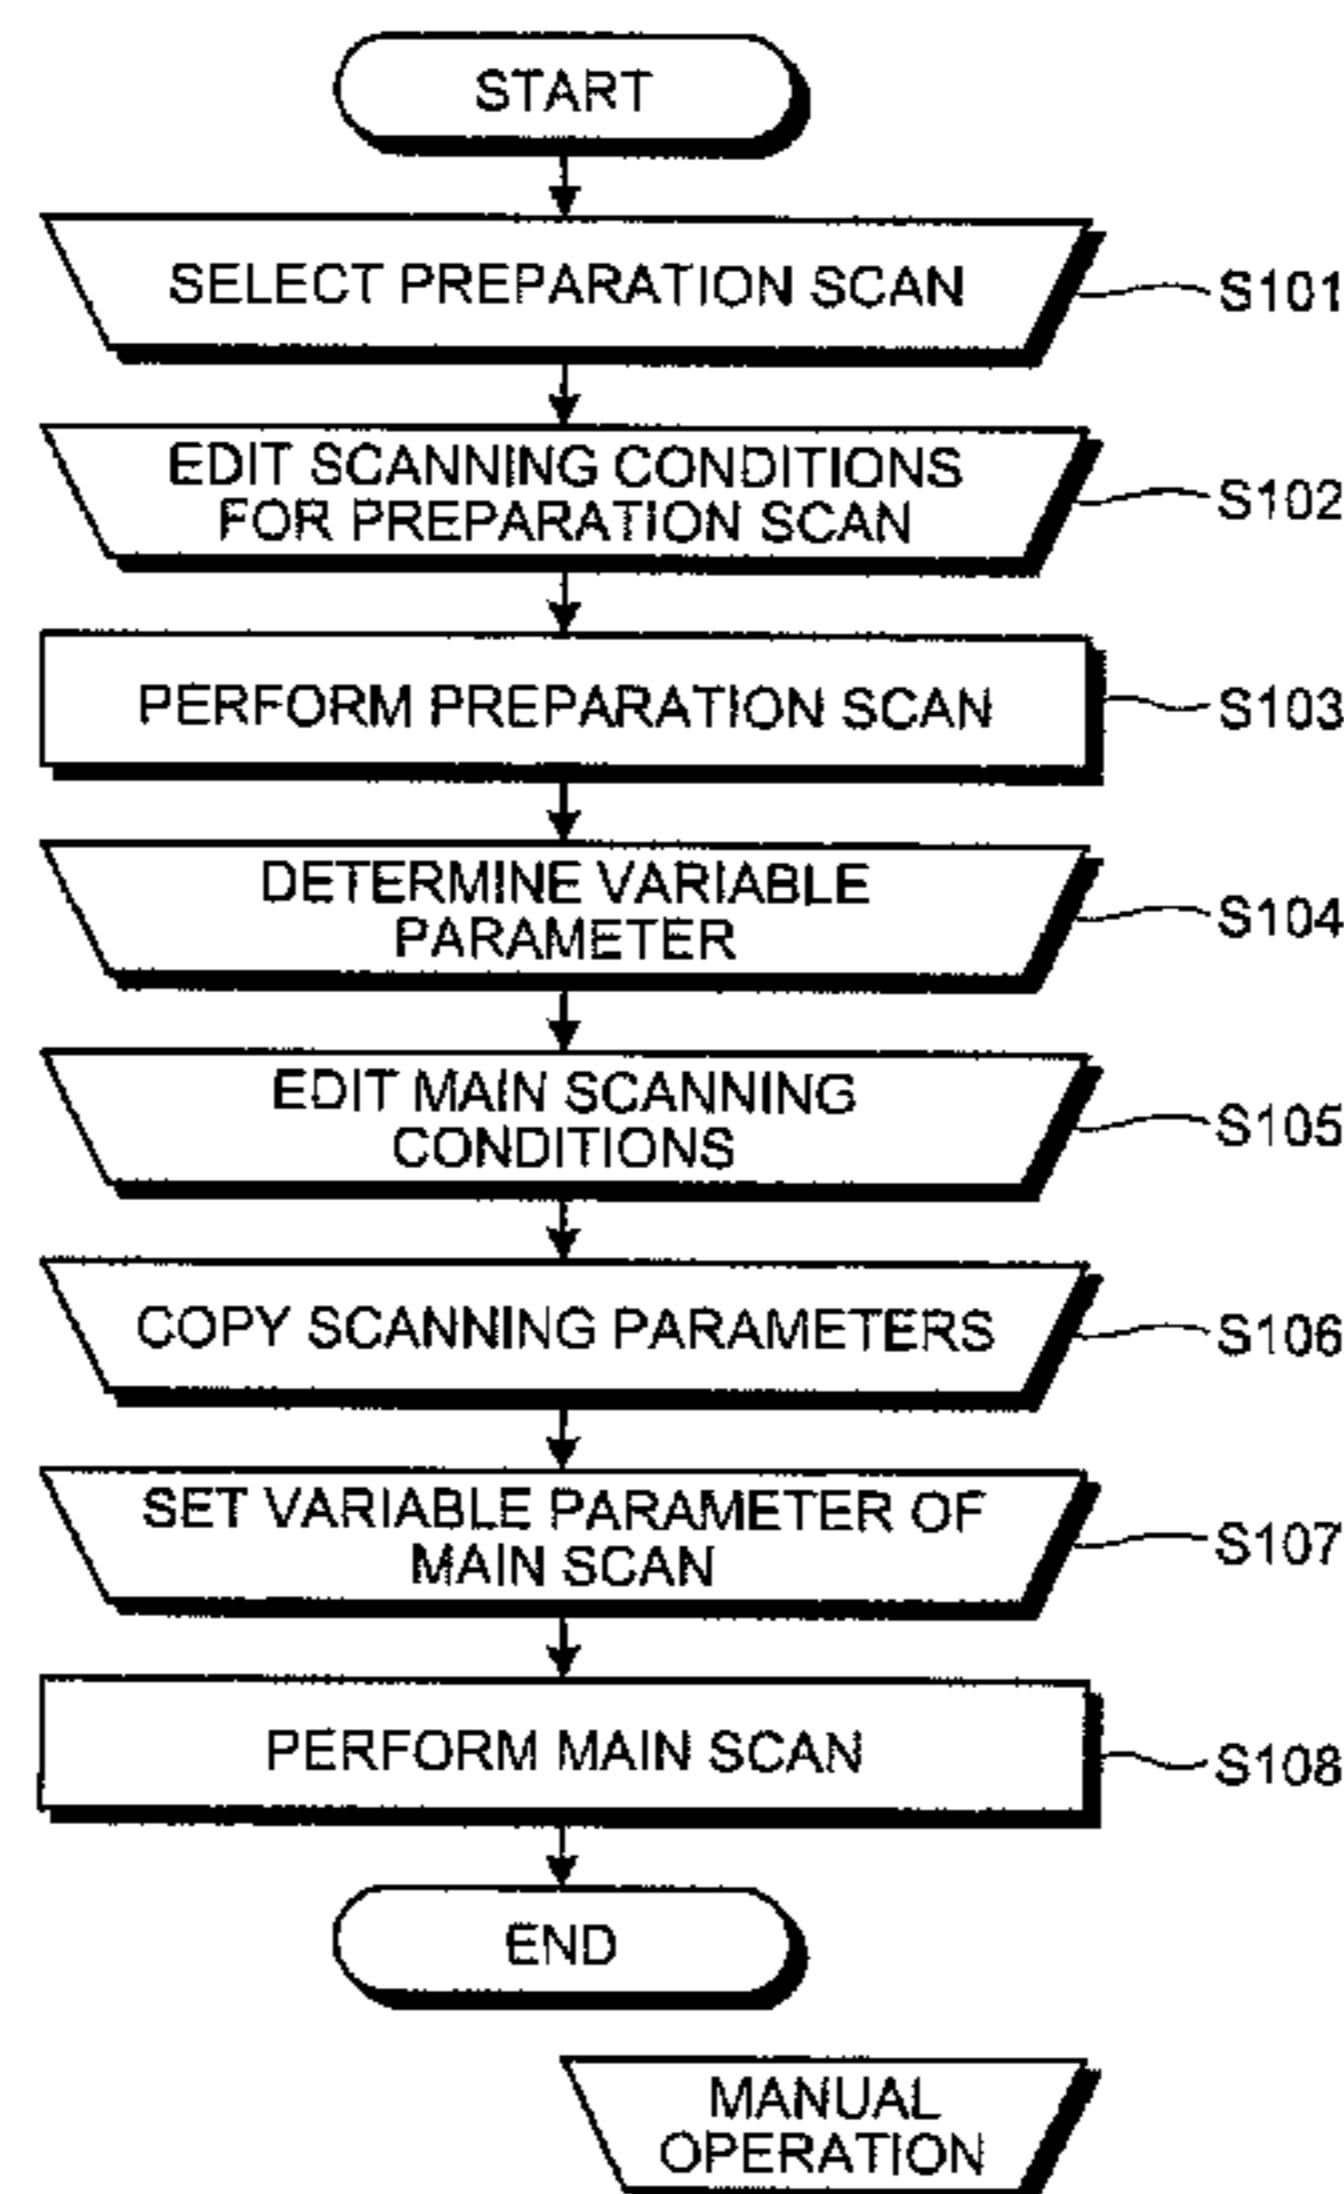 START
SELECT PREPARATION SCAN
S101
EDIT SCANNING CONDITIONS
FOR PREPARATION SCAN
S102
PERFORM PREPARATION SCAN
S103
DETERMINE VARIABLE
PARAMETER
S104
EDIT MAIN SCANNING
CONDITIONS
S105
COPY SCANNING PARAMETERS
S106
SET VARIABLE PARAMETER OF
MAIN SCAN
S107
PERFORM MAIN SCAN
S108
END
MANUAL
OPERATION